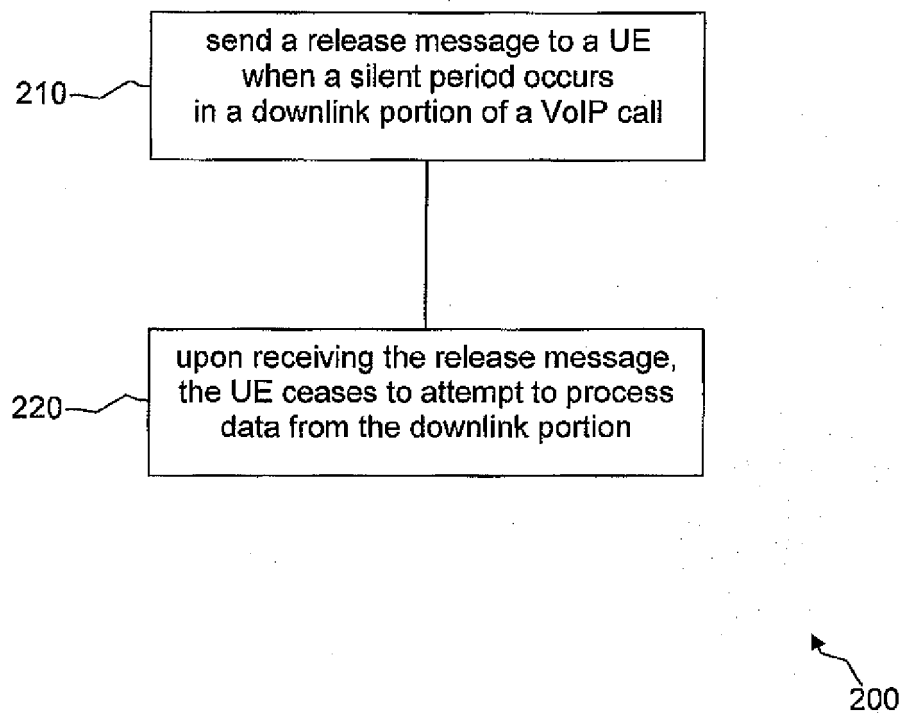 send a release message to a UE
when a silent period occurs
in a downlink portion of a VoIP call
210
upon receiving the release message,
the UE ceases to attempt to process
data from the downlink portion
220
200